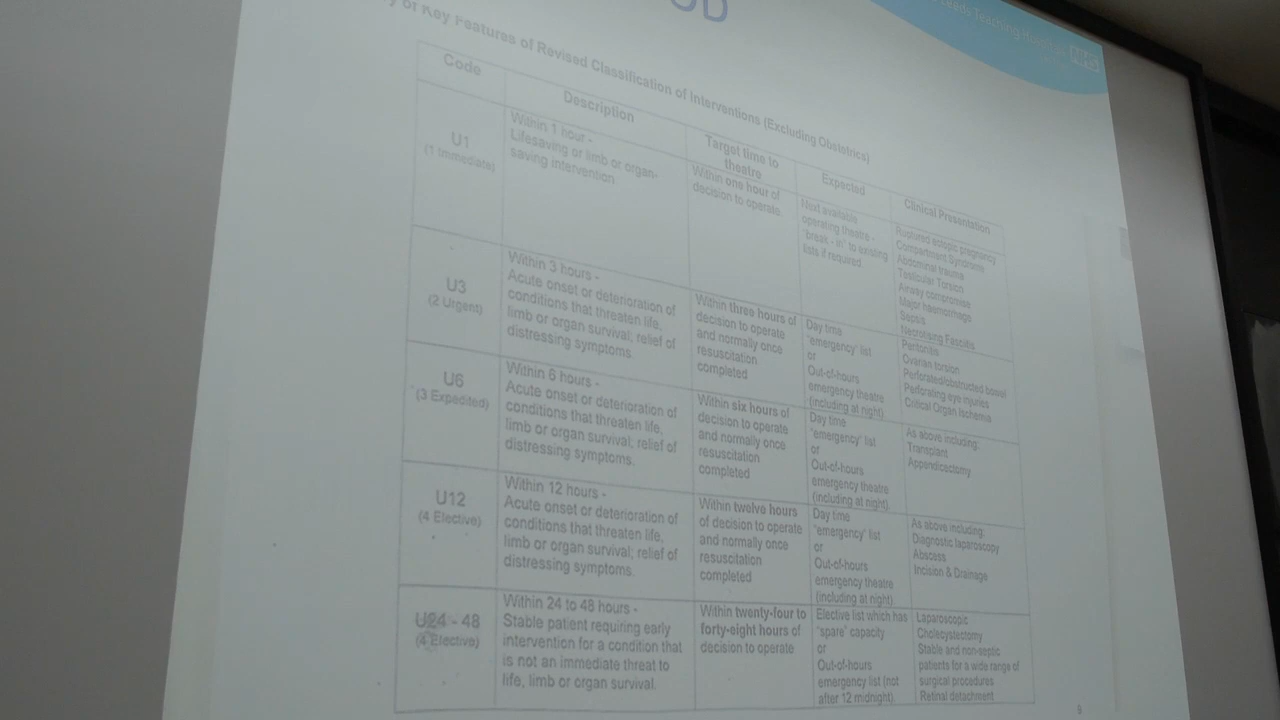 OD
Leeds Teaching Hospitals
NHS
of Key Features of Revised Classification of Interventions (Excluding Obstetrics)
Code
Description
Target time to
theatre
Expected
Clinical Presentation
U1
(1 Immediate)
Within 1 hour -
Lifesaving or limb or organ-
saving intervention
Within one hour of
decision to operate
Next available
operating theatre -
"break - in" to existing
lists if required
Ruptured ectopic pregnancy
Compartment Syndrome
Abdominal trauma
Testicular Torsion
Airway compromise
Major haemorrhage
Sepsis
Necrotising Fasciitis
U3
(2 Urgent)
Within 3 hours -
Acute onset or deterioration of
conditions that threaten life,
limb or organ survival; relief of
distressing symptoms.
Within three hours of
decision to operate
and normally once
resuscitation
completed
Day time
"emergency" list
or
Out-of-hours
emergency theatre
(including at night)
Peritonitis
Ovarian torsion
Perforated/obstructed bowel
Perforating eye injuries
Critical Organ Ischemia
U6
(3 Expedited)
Within 6 hours -
Acute onset or deterioration of
conditions that threaten life,
limb or organ survival; relief of
distressing symptoms.
Within six hours of
decision to operate
and normally once
resuscitation
completed
Day time
"emergency" list
or
Out-of-hours
emergency theatre
(including at night)
As above including:
Transplant
Appendicectomy
U12
(4 Elective)
Within 12 hours -
Acute onset or deterioration of
conditions that threaten life,
limb or organ survival; relief of
distressing symptoms.
Within twelve hours
of decision to operate
and normally once
resuscitation
completed
Day time
"emergency" list
or
Out-of-hours
emergency theatre
(including at night)
As above including:
Diagnostic laparoscopy
Abscess
Incision & Drainage
U24 - 48
(4 Elective)
Within 24 to 48 hours -
Stable patient requiring early
intervention for a condition that
is not an immediate threat to
life, limb or organ survival.
Within twenty-four to
forty-eight hours of
decision to operate
Elective list which has
"spare" capacity
or
Out-of-hours
emergency list (not
after 12 midnight)
Laparoscopic
Cholecystectomy
Stable and non-septic
patients for a wide range of
surgical procedures
Retinal detachment
9